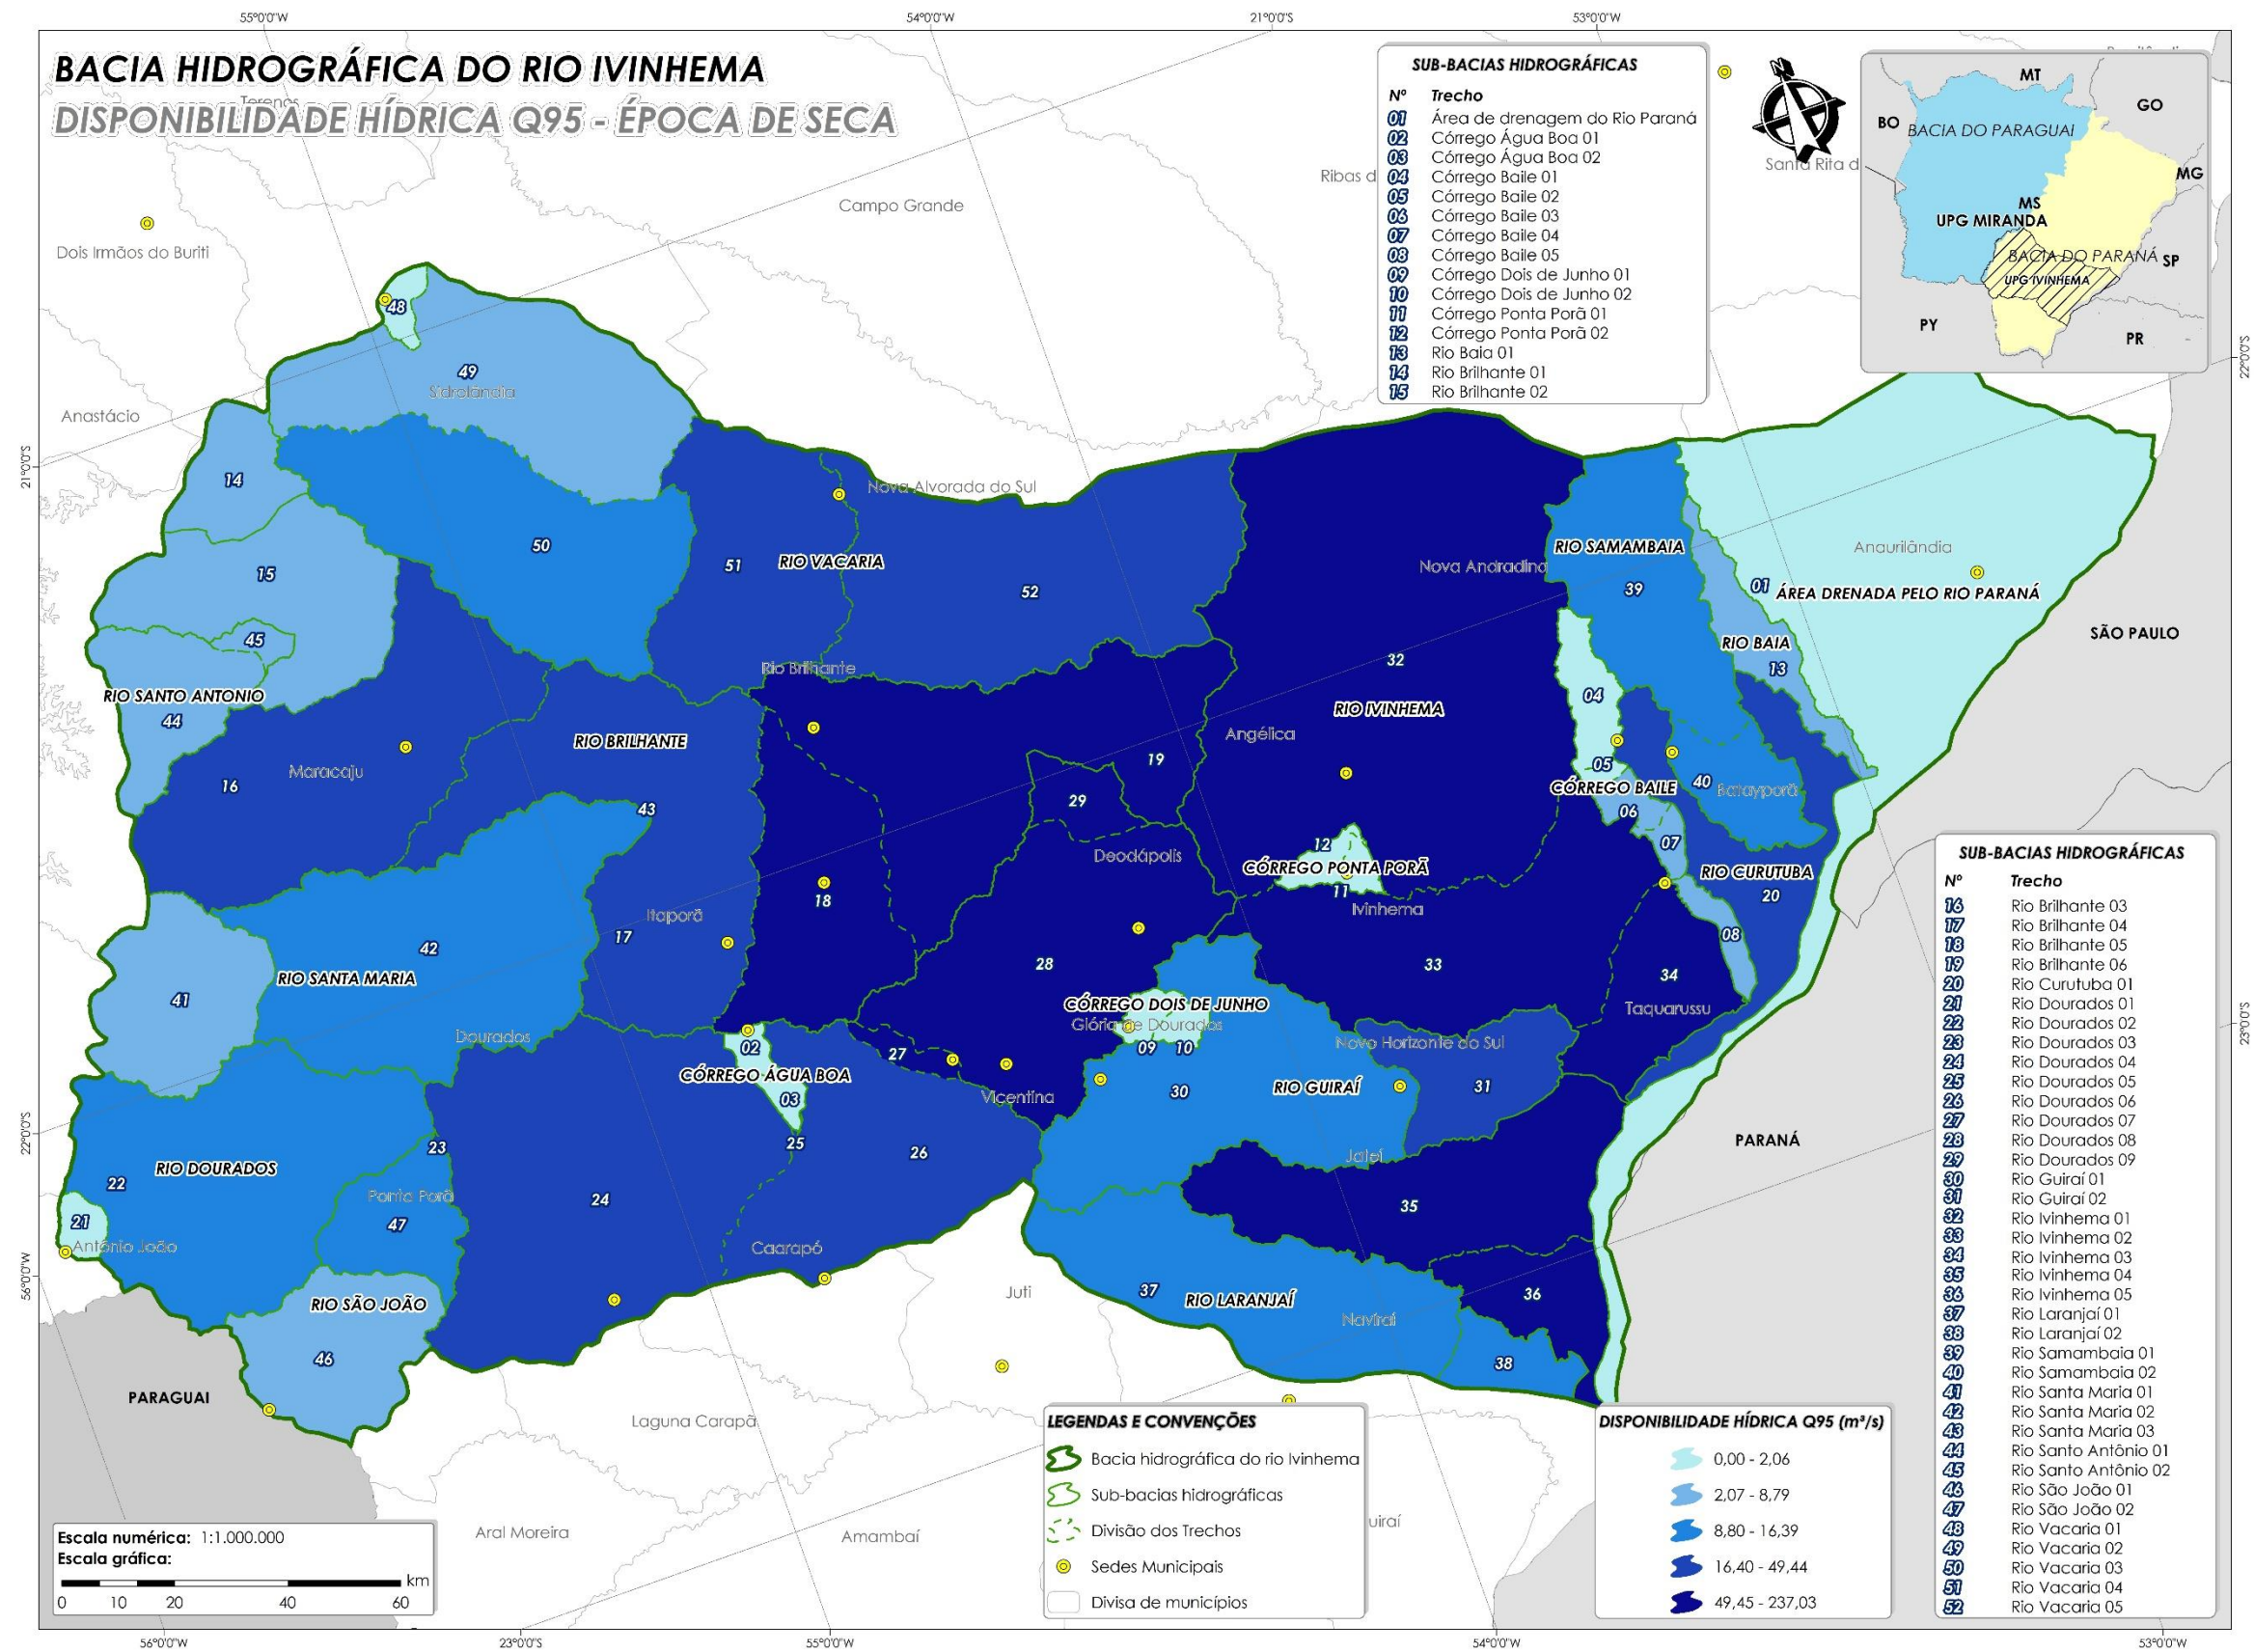 55°0'0"W
54°0'0"W
21°0'0"S
53°0'0"W
BACIA HIDROGRÁFICA DO RIO IVINHEMA
Terenos
DISPONIBILIDADE HÍDRICA Q95 - ÉPOCA DE SECA
SUB-BACIAS HIDROGRÁFICAS
Nº Trecho
01 Área de drenagem do Rio Paraná
02 Córrego Água Boa 01
03 Córrego Água Boa 02
04 Córrego Baile 01
05 Córrego Baile 02
06 Córrego Baile 03
07 Córrego Baile 04
08 Córrego Baile 05
09 Córrego Dois de Junho 01
10 Córrego Dois de Junho 02
11 Córrego Ponta Porã 01
12 Córrego Ponta Porã 02
13 Rio Baia 01
14 Rio Brilhante 01
15 Rio Brilhante 02
N
MT
GO
BO
BACIA DO PARAGUAI
MG
MS
UPG MIRANDA
BACIA DO PARANÁ
SP
UPG IVINHEMA
PY
PR
Santa Rita d
Ribas d
Campo Grande
Dois Irmãos do Buriti
Anastácio
22°0'0"S
21°0'0"S
48
49
Sidrolândia
14
Nova Alvorada do Sul
50
51
RIO VACARIA
52
15
45
RIO SANTO ANTONIO
44
Nova Andradina
RIO SAMAMBAIA
39
Anaurilândia
01
ÁREA DRENADA PELO RIO PARANÁ
SÃO PAULO
RIO BAIA
13
32
RIO IVINHEMA
04
Rio Brilhante
RIO BRILHANTE
Angélica
Maracaju
16
19
29
05
CÓRREGO BAILE
40
Batayporã
06
43
07
12
Deodápolis
CÓRREGO PONTA PORÃ
11
Ivinhema
RIO CURUTUBA
20
18
Itaporã
17
42
08
28
33
34
RIO SANTA MARIA
41
CÓRREGO DOIS DE JUNHO
Glória de Dourados
Taquarussu
Dourados
02
27
09
10
Novo Horizonte do Sul
CÓRREGO ÁGUA BOA
03
Vicentina
30
RIO GUIRAÍ
31
23°0'0"S
22°0'0"S
23
25
26
Jateí
PARANÁ
RIO DOURADOS
22
24
Ponta Porã
47
35
21
Antônio João
Caarapó
56°0'0"W
Juti
37
RIO LARANJAÍ
36
RIO SÃO JOÃO
Naviraí
46
38
PARAGUAI
Laguna Carapã
Aral Moreira
Amambaí
uiraí
SUB-BACIAS HIDROGRÁFICAS
Nº Trecho
16 Rio Brilhante 03
17 Rio Brilhante 04
18 Rio Brilhante 05
19 Rio Brilhante 06
20 Rio Curutuba 01
21 Rio Dourados 01
22 Rio Dourados 02
23 Rio Dourados 03
24 Rio Dourados 04
25 Rio Dourados 05
26 Rio Dourados 06
27 Rio Dourados 07
28 Rio Dourados 08
29 Rio Dourados 09
30 Rio Guiraí 01
31 Rio Guiraí 02
32 Rio Ivinhema 01
33 Rio Ivinhema 02
34 Rio Ivinhema 03
35 Rio Ivinhema 04
36 Rio Ivinhema 05
37 Rio Laranjaí 01
38 Rio Laranjaí 02
39 Rio Samambaia 01
40 Rio Samambaia 02
41 Rio Santa Maria 01
42 Rio Santa Maria 02
43 Rio Santa Maria 03
44 Rio Santo Antônio 01
45 Rio Santo Antônio 02
46 Rio São João 01
47 Rio São João 02
48 Rio Vacaria 01
49 Rio Vacaria 02
50 Rio Vacaria 03
51 Rio Vacaria 04
52 Rio Vacaria 05
LEGENDAS E CONVENÇÕES
Bacia hidrográfica do rio Ivinhema
Sub-bacias hidrográficas
Divisão dos Trechos
Sedes Municipais
Divisa de municípios
DISPONIBILIDADE HÍDRICA Q95 (m³/s)
0,00 - 2,06
2,07 - 8,79
8,80 - 16,39
16,40 - 49,44
49,45 - 237,03
Escala numérica: 1:1.000.000
Escala gráfica:
km
0 10 20 40 60
56°0'0"W
23°0'0"S
55°0'0"W
54°0'0"W
53°0'0"W